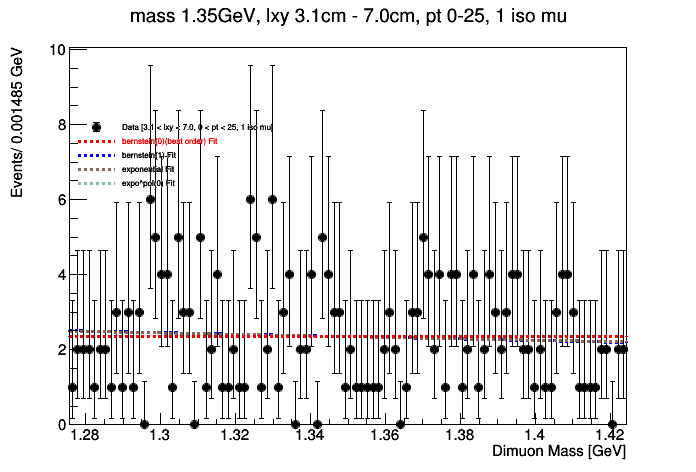 mass 1.35GeV, lxy 3.1cm - 7.0cm, pt 0-25, 1 iso mu
Events/ 0.001485 GeV
10
8
6
4
2
0
Data [3.1 < lxy < 7.0, 0 < pt < 25, 1 iso mu]
bernstein[0](best order) Fit
bernstein[1] Fit
exponential Fit
expo*pol[0] Fit
1.28 1.3 1.32 1.34 1.36 1.38 1.4 1.42
Dimuon Mass [GeV]